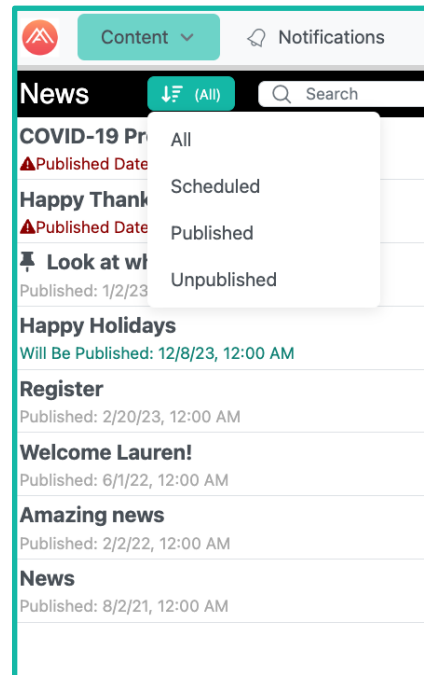 Content
Notifications
News
(All)
Search
COVID-19
All
Published Date
Scheduled
Happy
Published Date
Published
Look at
Unpublished
Published: 1/2/23
Happy Holidays
Will Be Published: 12/8/23, 12:00 AM
Register
Published: 2/20/23, 12:00 AM
Welcome Lauren!
Published: 6/1/22, 12:00 AM
Amazing news
Published: 2/2/22, 12:00 AM
News
Published: 8/2/21, 12:00 AM